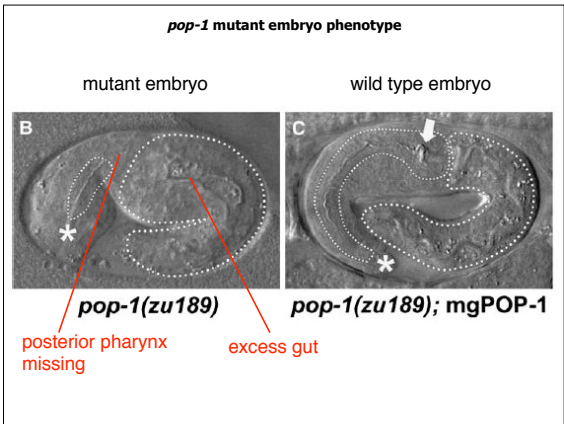 pop-1 mutant embryo phenotype
mutant embryo
wild type embryo
B
C
*
*
pop-1(zu189)
pop-1(zu189); mgPOP-1
posterior pharynx
missing
excess gut